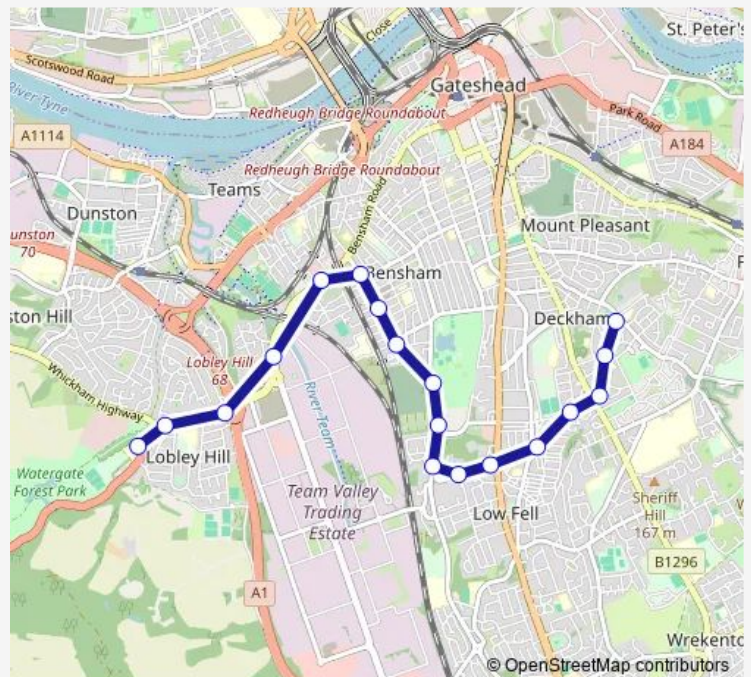 St. Peter's
Close
Scotswood Road
Gateshead
River Tyne
Redheugh Bridge Roundabout
Park Road
A1114
A184
Redheugh Bridge Roundabout
Teams
Bensham Road
Dunston
Mount Pleasant
unston
70
Bensham
F
ston Hill
Deckham
Lobley Hill
68
Whickham Highway
River Team
Lobley Hill
Watergate
Forest Park
Team Valley
Trading
Estate
Sheriff
Hill
167 m
Low Fell
B1296
A1
Wrekento
© OpenStreetMap contributors